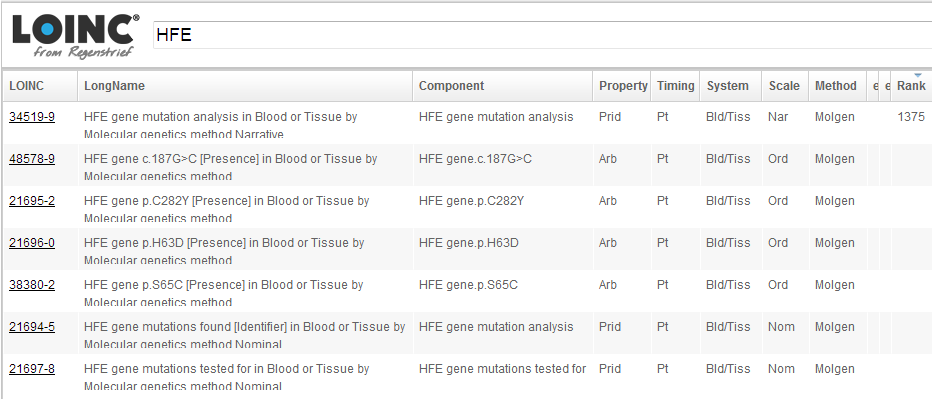 LOINC®
from Regenstrief
HFE
LOINC LongName Component Property Timing System Scale Method e e Rank
34519-9 HFE gene mutation analysis in Blood or Tissue by HFE gene mutation analysis Prid Pt Bld/Tiss Nar Molgen 1375
Molecular genetics method Narrative
48578-9 HFE gene c.187G>C [Presence] in Blood or Tissue by HFE gene.c.187G>C Arb Pt Bld/Tiss Ord Molgen
Molecular genetics method
21695-2 HFE gene p.C282Y [Presence] in Blood or Tissue by HFE gene.p.C282Y Arb Pt Bld/Tiss Ord Molgen
Molecular genetics method
21696-0 HFE gene p.H63D [Presence] in Blood or Tissue by HFE gene.p.H63D Arb Pt Bld/Tiss Ord Molgen
Molecular genetics method
38380-2 HFE gene p.S65C [Presence] in Blood or Tissue by HFE gene.p.S65C Arb Pt Bld/Tiss Ord Molgen
Molecular genetics method
21694-5 HFE gene mutations found [Identifier] in Blood or Tissue by HFE gene mutation analysis Prid Pt Bld/Tiss Nom Molgen
Molecular genetics method Nominal
21697-8 HFE gene mutations tested for in Blood or Tissue by HFE gene mutations tested for Prid Pt Bld/Tiss Nom Molgen
Molecular genetics method Nominal